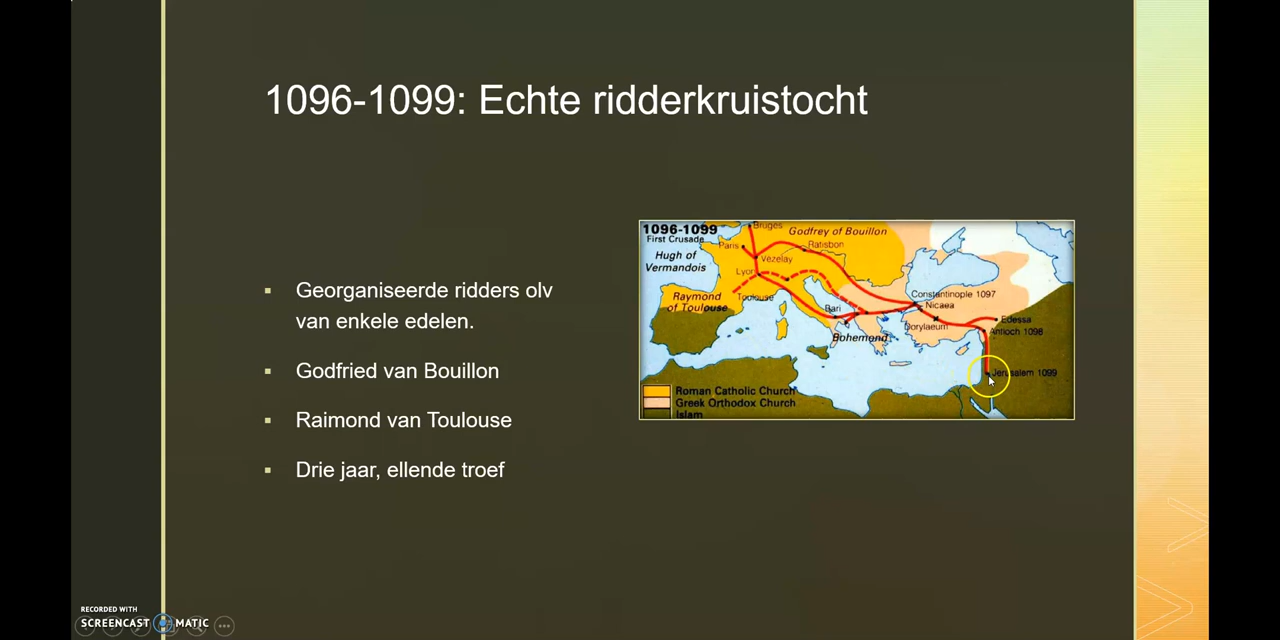 1096-1099: Echte ridderkruistocht
Georganiseerde ridders olv
van enkele edelen.
Godfried van Bouillon
Raimond van Toulouse
Drie jaar, ellende troef
1096-1099
First Crusade
Bruges
Godfrey of Bouillon
Paris
Ratisbon
Hugh of
Vermandois
Vezelay
Lyon
Raymond
of Toulouse
Toulouse
Bari
Bohemond
Constantinople 1097
Nicaea
Dorylaeum
Edessa
Antioch 1098
Jerusalem 1099
Roman Catholic Church
Greek Orthodox Church
Islam
RECORDED WITH
SCREENCAST MATIC